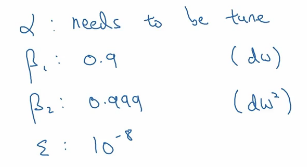 α : needs to be tune
β₁ : 0.9 (dω)
β₂ : 0.999 (dω²)
ε : 10⁻⁸